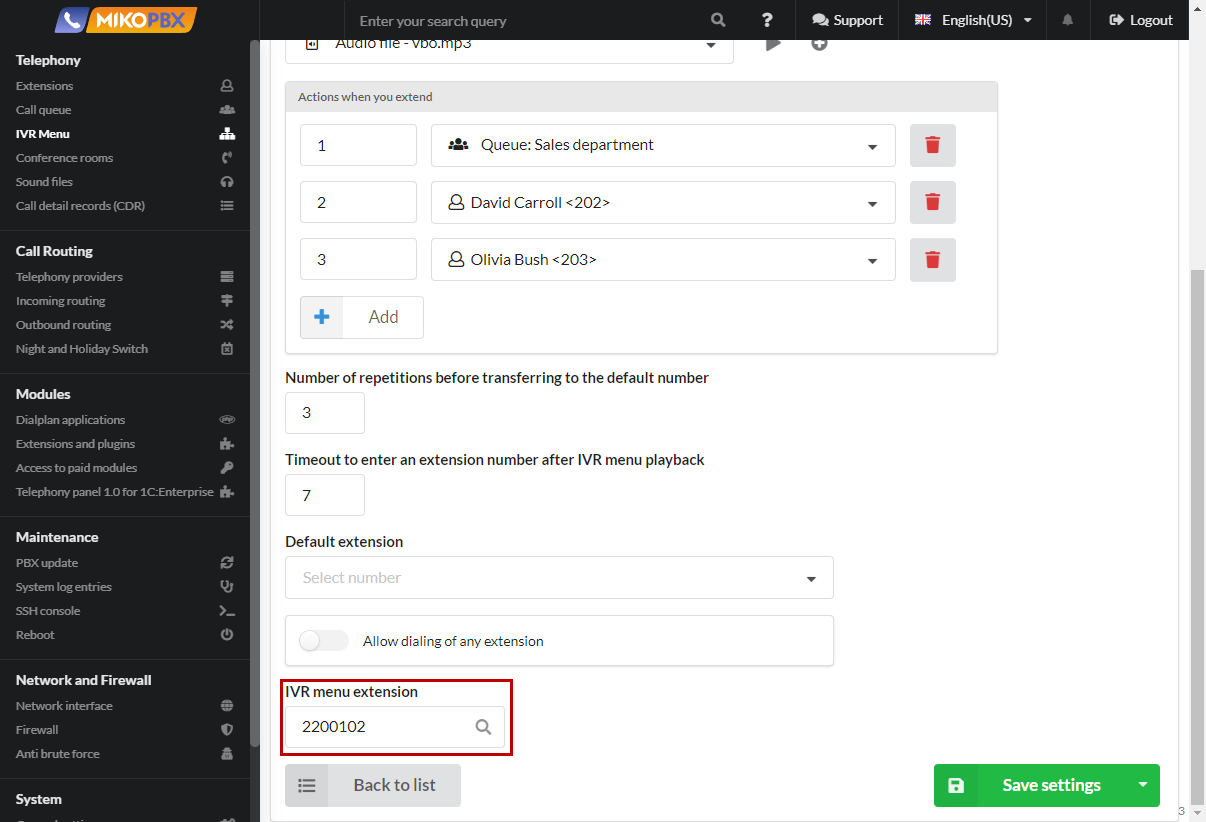 MIKOPBX
Enter your search query
?
Support
English(US)
Logout
Telephony
Extensions
Call queue
IVR Menu
Conference rooms
Sound files
Call detail records (CDR)
Call Routing
Telephony providers
Incoming routing
Outbound routing
Night and Holiday Switch
Modules
Dialplan applications
Extensions and plugins
Access to paid modules
Telephony panel 1.0 for 1C:Enterprise
Maintenance
PBX update
System log entries
SSH console
Reboot
Network and Firewall
Network interface
Firewall
Anti brute force
System
Audio file - vbo.mp3
Actions when you extend
1
Queue: Sales department
2
David Carroll <202>
3
Olivia Bush <203>
Add
Number of repetitions before transferring to the default number
3
Timeout to enter an extension number after IVR menu playback
7
Default extension
Select number
Allow dialing of any extension
IVR menu extension
2200102
Back to list
Save settings
3